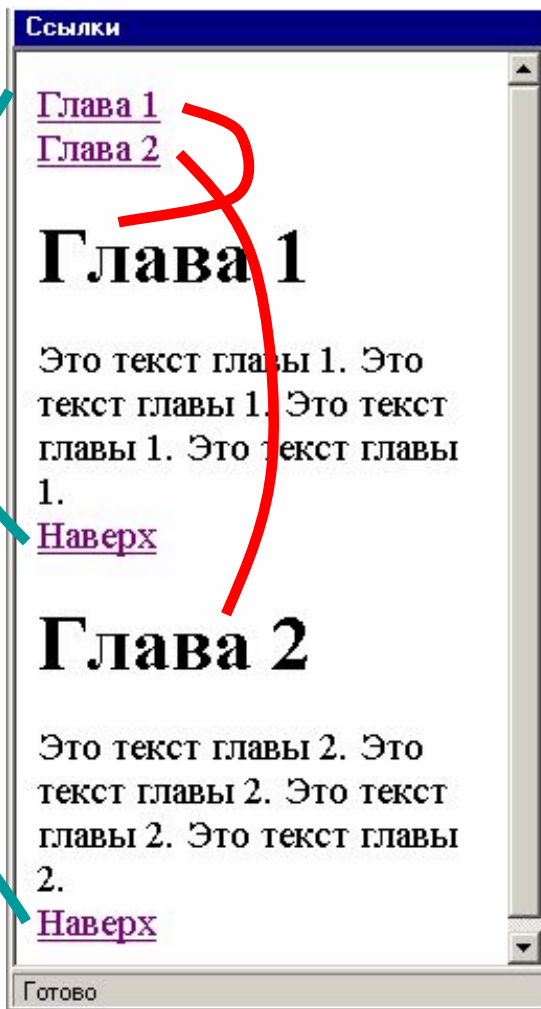 Ссылки
Глава 1
Глава 2
Глава 1
Это текст главы 1. Это
текст главы 1. Это текст
главы 1. Это текст главы
1.
Наверх
Глава 2
Это текст главы 2. Это
текст главы 2. Это текст
главы 2. Это текст главы
2.
Наверх
Готово